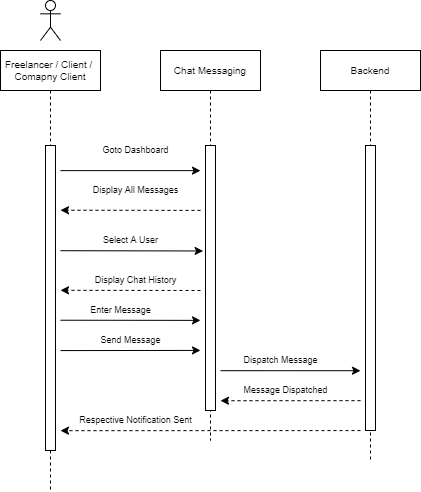 Freelancer / Client /
Comapny Client
Chat Messaging
Backend
Goto Dashboard
Display All Messages
Select A User
Display Chat History
Enter Message
Send Message
Dispatch Message
Message Dispatched
Respective Notification Sent